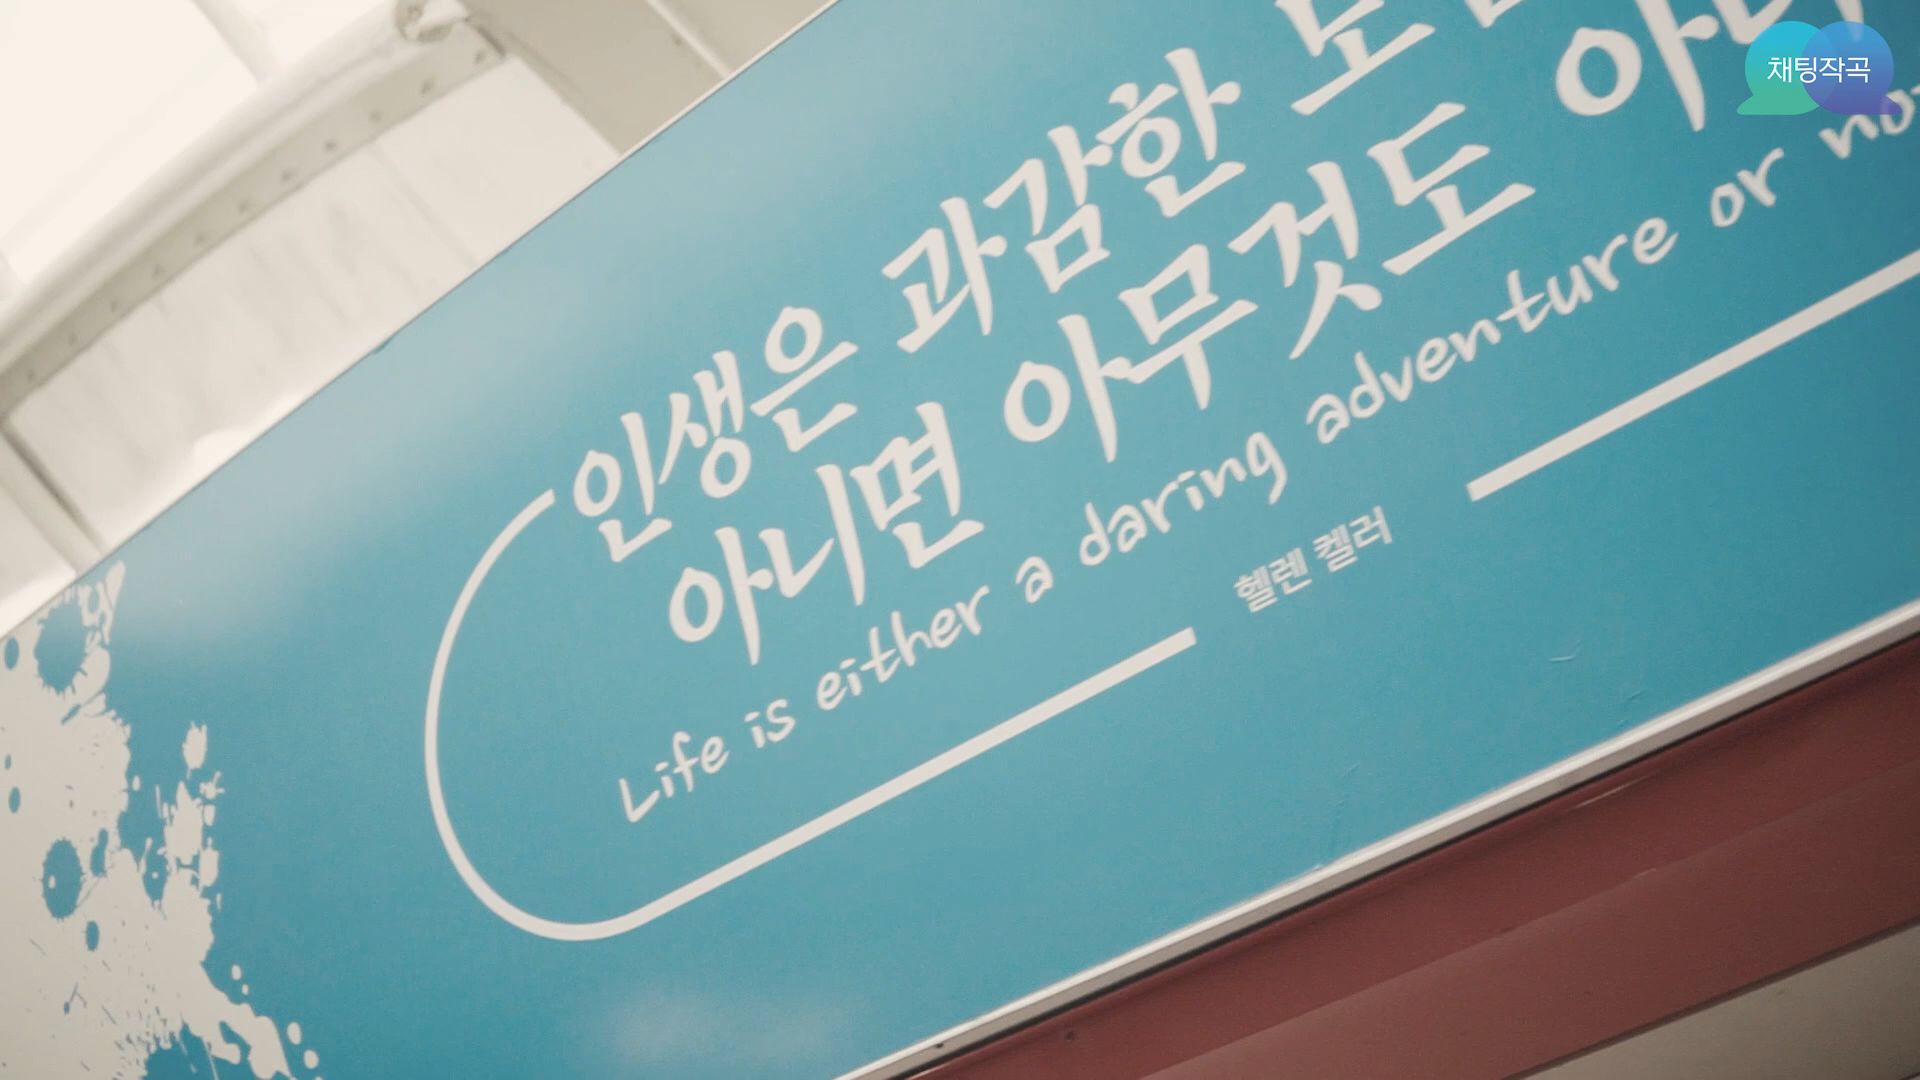 채팅작곡
인생은 과감한
아니면 아무것도
Life is either a daring adventure or
헬렌 켈러